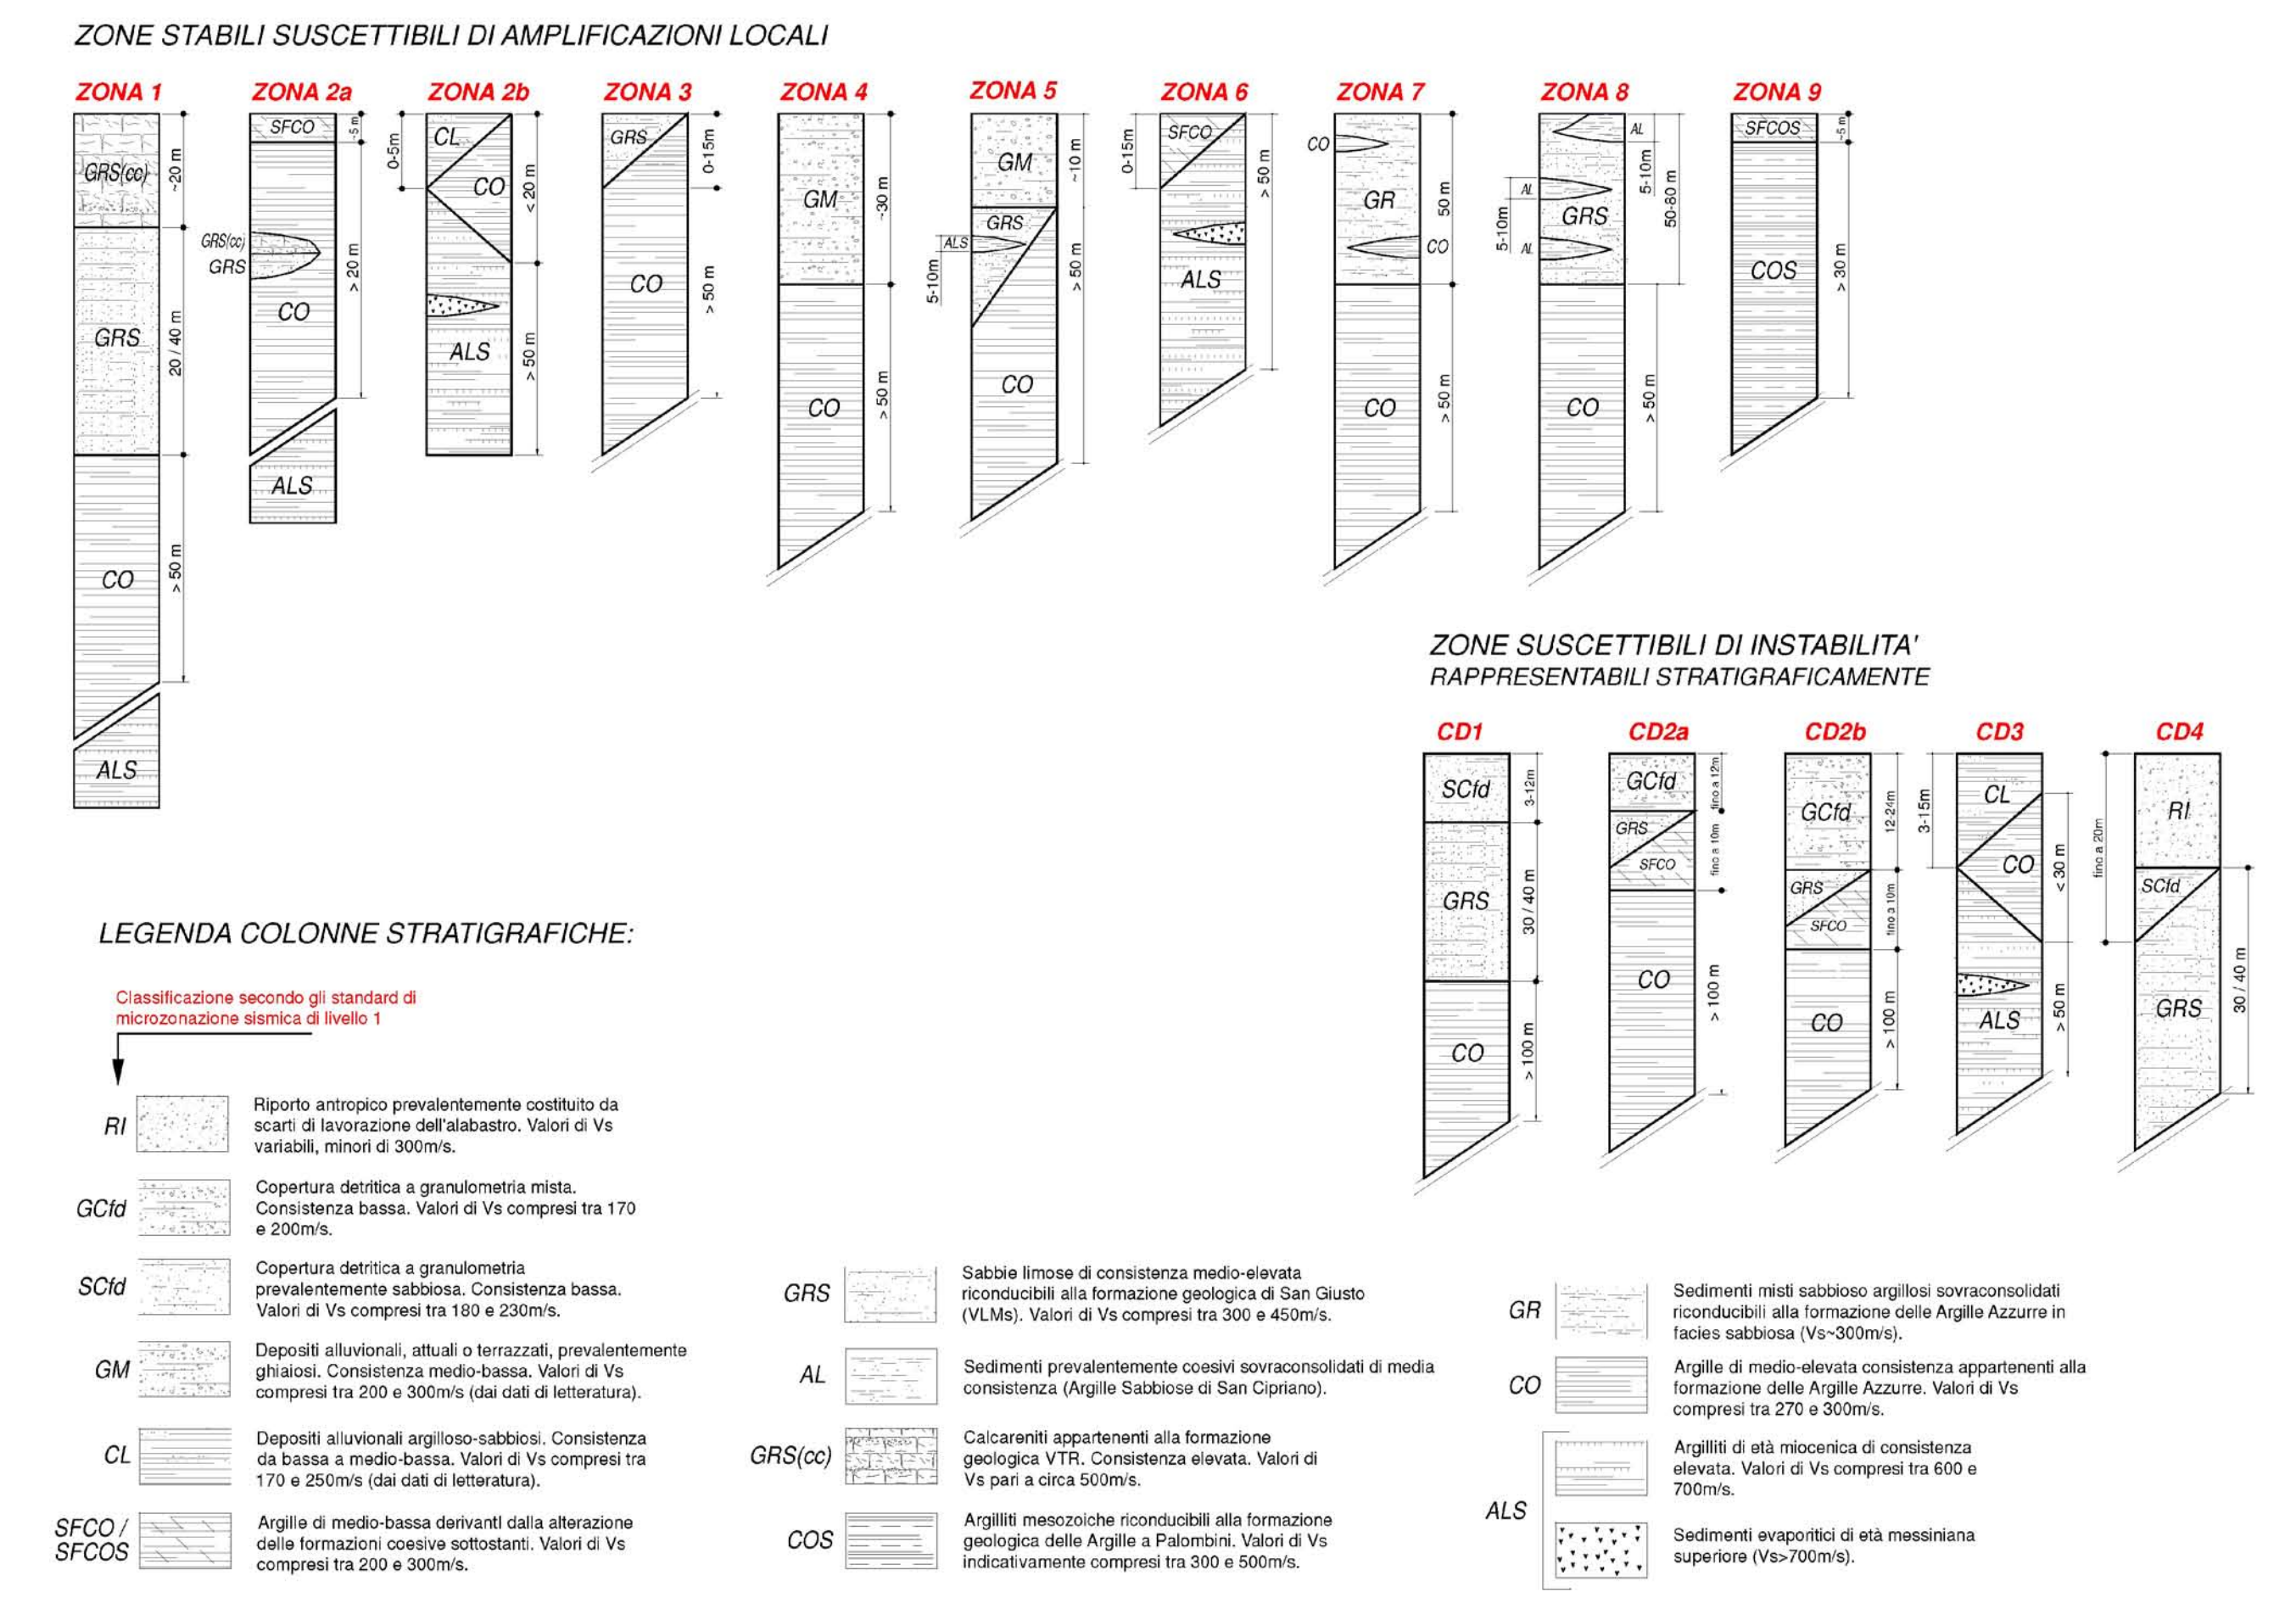 ZONE STABILI SUSCETTIBILI DI AMPLIFICAZIONI LOCALI
ZONA 1
GRS(cc)
~20 m
GRS
20 / 40 m
CO
> 50 m
ALS
ZONA 2a
SFCO
~5 m
GRS(cc)
GRS
CO
> 20 m
ALS
ZONA 2b
0-5m
CL
CO
< 20 m
ALS
> 50 m
ZONA 3
GRS
0-15m
CO
> 50 m
ZONA 4
GM
~30 m
CO
> 50 m
ZONA 5
GM
~10 m
GRS
ALS
5-10m
CO
> 50 m
ZONA 6
0-15m
SFCO
ALS
> 50 m
ZONA 7
CO
GR
CO
50 m
CO
> 50 m
ZONA 8
AL
5-10m
AL
GRS
AL
5-10m
50-80 m
CO
> 50 m
ZONA 9
SFCOS
~5 m
COS
> 30 m
ZONE SUSCETTIBILI DI INSTABILITA'
RAPPRESENTABILI STRATIGRAFICAMENTE
CD1
SCfd
3-12m
GRS
30 / 40 m
CO
> 100 m
CD2a
GCfd
fino a 12m
GRS
SFCO
fino a 10m
CO
> 100 m
CD2b
GCfd
12-24m
GRS
SFCO
fino a 10m
CO
> 100 m
CD3
3-15m
CL
CO
< 30 m
ALS
> 50 m
CD4
fino a 20m
RI
SCfd
GRS
30 / 40 m
LEGENDA COLONNE STRATIGRAFICHE:
Classificazione secondo gli standard di
microzonazione sismica di livello 1
RI
Riporto antropico prevalentemente costituito da
scarti di lavorazione dell'alabastro. Valori di Vs
variabili, minori di 300m/s.
GCfd
Copertura detritica a granulometria mista.
Consistenza bassa. Valori di Vs compresi tra 170
e 200m/s.
SCfd
Copertura detritica a granulometria
prevalentemente sabbiosa. Consistenza bassa.
Valori di Vs compresi tra 180 e 230m/s.
GM
Depositi alluvionali, attuali o terrazzati, prevalentemente
ghiaiosi. Consistenza medio-bassa. Valori di Vs
compresi tra 200 e 300m/s (dai dati di letteratura).
CL
Depositi alluvionali argilloso-sabbiosi. Consistenza
da bassa a medio-bassa. Valori di Vs compresi tra
170 e 250m/s (dai dati di letteratura).
SFCO /
SFCOS
Argille di medio-bassa derivantI dalla alterazione
delle formazioni coesive sottostanti. Valori di Vs
compresi tra 200 e 300m/s.
GRS
Sabbie limose di consistenza medio-elevata
riconducibili alla formazione geologica di San Giusto
(VLMs). Valori di Vs compresi tra 300 e 450m/s.
AL
Sedimenti prevalentemente coesivi sovraconsolidati di media
consistenza (Argille Sabbiose di San Cipriano).
GRS(cc)
Calcareniti appartenenti alla formazione
geologica VTR. Consistenza elevata. Valori di
Vs pari a circa 500m/s.
COS
Argilliti mesozoiche riconducibili alla formazione
geologica delle Argille a Palombini. Valori di Vs
indicativamente compresi tra 300 e 500m/s.
GR
Sedimenti misti sabbioso argillosi sovraconsolidati
riconducibili alla formazione delle Argille Azzurre in
facies sabbiosa (Vs~300m/s).
CO
Argille di medio-elevata consistenza appartenenti alla
formazione delle Argille Azzurre. Valori di Vs
compresi tra 270 e 300m/s.
ALS
Argilliti di età miocenica di consistenza
elevata. Valori di Vs compresi tra 600 e
700m/s.
Sedimenti evaporitici di età messiniana
superiore (Vs>700m/s).